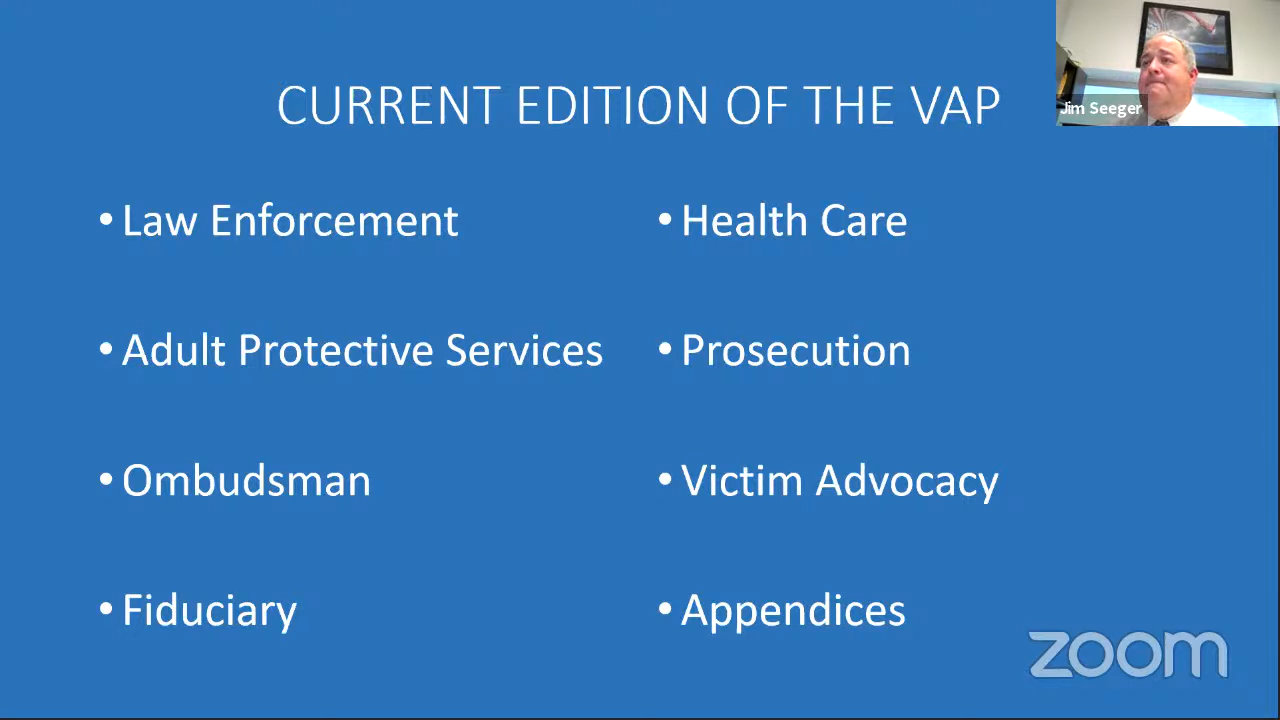 CURRENT EDITION OF THE VAP
Jim Seeger
• Law Enforcement
• Adult Protective Services
• Ombudsman
• Fiduciary
• Health Care
• Prosecution
• Victim Advocacy
• Appendices
zoom